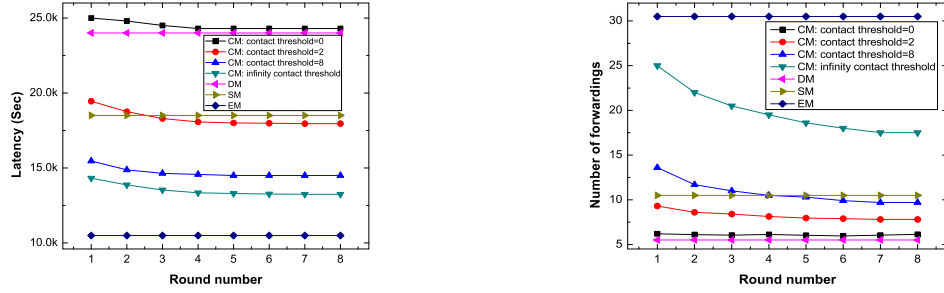 25.0k
20.0k
15.0k
10.0k
Latency (Sec)
CM: contact threshold=0
CM: contact threshold=2
CM: contact threshold=8
CM: infinity contact threshold
DM
SM
EM
1 2 3 4 5 6 7 8
Round number
30
25
20
15
10
5
Number of forwardings
CM: contact threshold=0
CM: contact threshold=2
CM: contact threshold=8
CM: infinity contact threshold
DM
SM
EM
1 2 3 4 5 6 7 8
Round number